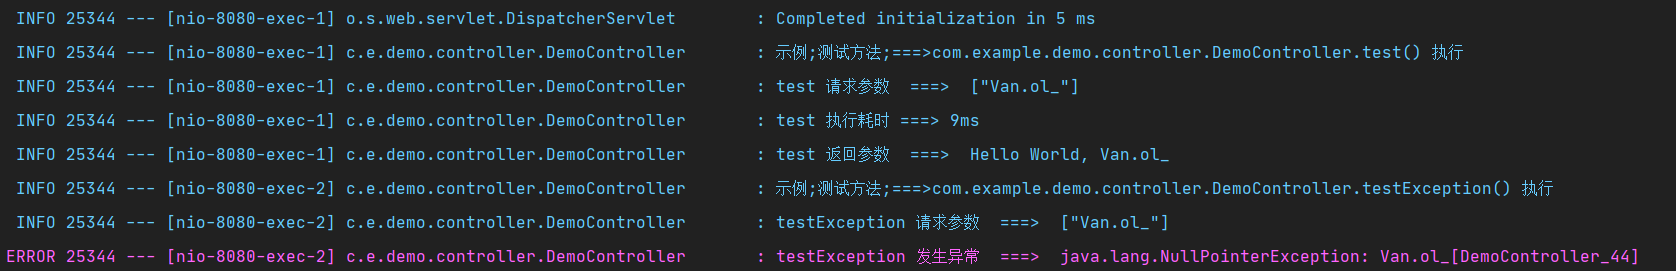 INFO 25344 --- [nio-8080-exec-1] o.s.web.servlet.DispatcherServlet        : Completed initialization in 5 ms
INFO 25344 --- [nio-8080-exec-1] c.e.demo.controller.DemoController       : 示例;测试方法;===>com.example.demo.controller.DemoController.test() 执行
INFO 25344 --- [nio-8080-exec-1] c.e.demo.controller.DemoController       : test 请求参数  ===>  ["Van.ol_"]
INFO 25344 --- [nio-8080-exec-1] c.e.demo.controller.DemoController       : test 执行耗时 ===> 9ms
INFO 25344 --- [nio-8080-exec-1] c.e.demo.controller.DemoController       : test 返回参数  ===>  Hello World, Van.ol_
INFO 25344 --- [nio-8080-exec-2] c.e.demo.controller.DemoController       : 示例;测试方法;===>com.example.demo.controller.DemoController.testException() 执行
INFO 25344 --- [nio-8080-exec-2] c.e.demo.controller.DemoController       : testException 请求参数  ===>  ["Van.ol_"]
ERROR 25344 --- [nio-8080-exec-2] c.e.demo.controller.DemoController       : testException 发生异常  ===>  java.lang.NullPointerException: Van.ol_[DemoController_44]